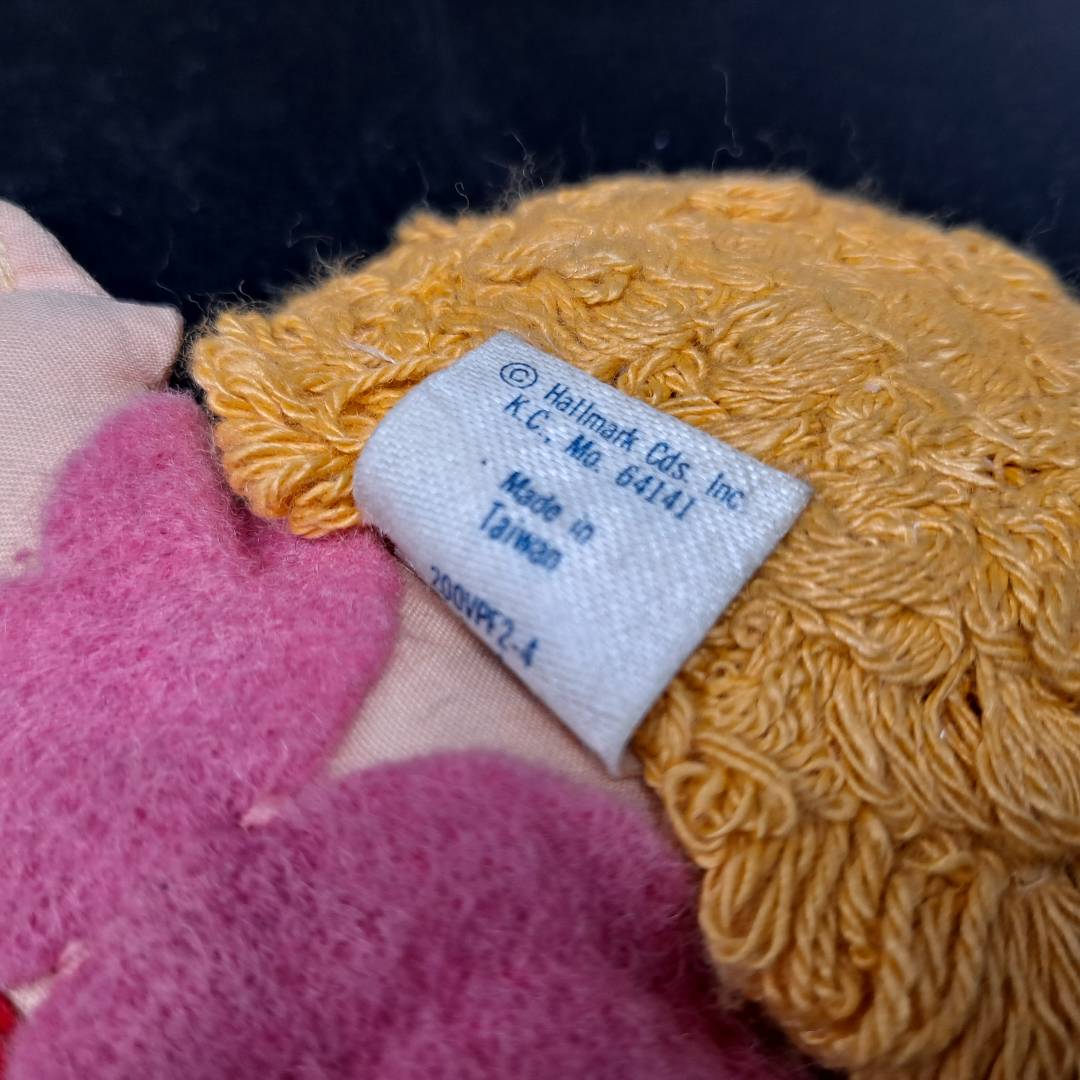 © Hallmark Cds. Inc
K.C., Mo. 64141
Made in
Taiwan
200VPF2-4